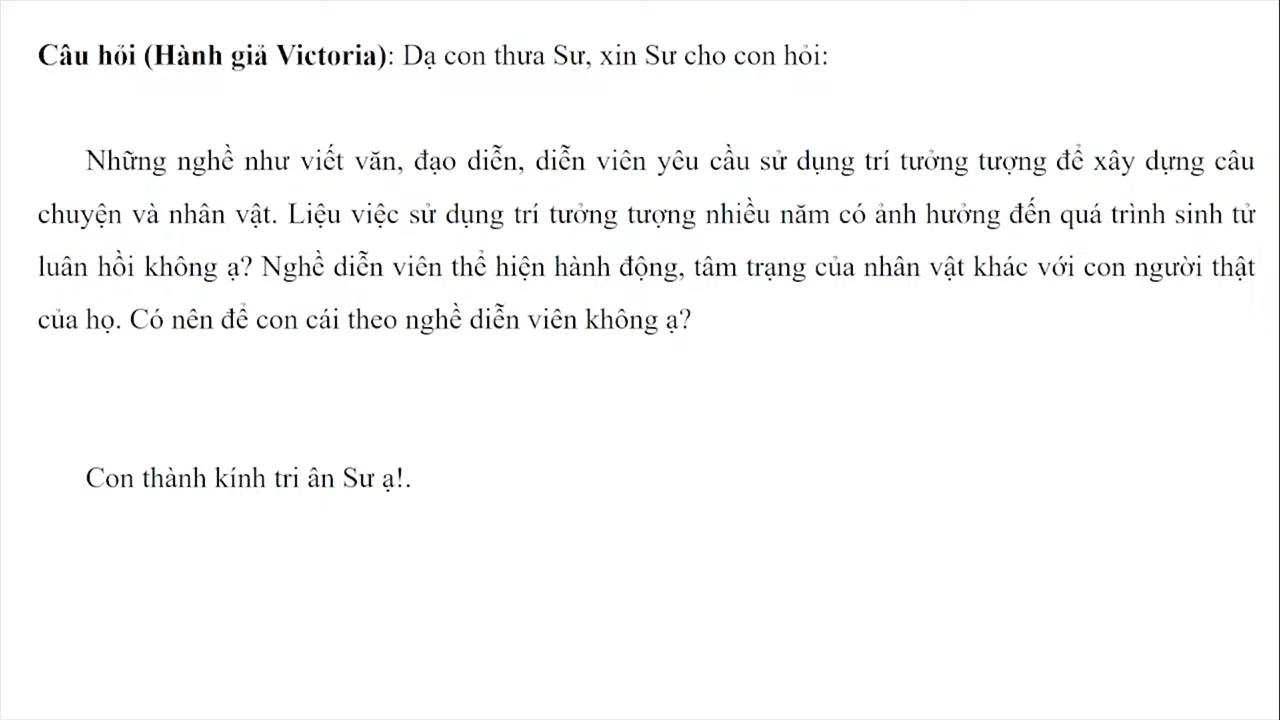 Câu hỏi (Hành giả Victoria): Dạ con thưa Sư, xin Sư cho con hỏi:
Những nghề như viết văn, đạo diễn, diễn viên yêu cầu sử dụng trí tưởng tượng để xây dựng câu
chuyện và nhân vật. Liệu việc sử dụng trí tưởng tượng nhiều năm có ảnh hưởng đến quá trình sinh tử
luân hồi không ạ? Nghề diễn viên thể hiện hành động, tâm trạng của nhân vật khác với con người thật
của họ. Có nên để con cái theo nghề diễn viên không ạ?
Con thành kính tri ân Sư ạ!.